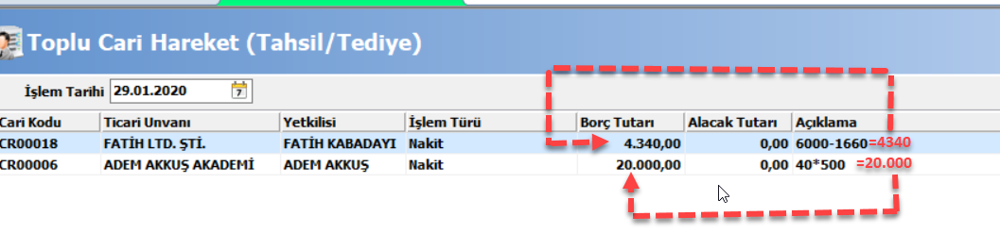 Toplu Cari Hareket (Tahsil/Tediye)
İşlem Tarihi 29.01.2020 7
Cari Kodu Ticari Unvanı Yetkilisi İşlem Türü Borç Tutarı Alacak Tutarı Açıklama
CR00018 FATİH LTD. ŞTİ. FATİH KABADAYI Nakit 4.340,00 0,00 6000-1660=4340
CR00006 ADEM AKKUŞ AKADEMİ ADEM AKKUŞ Nakit 20.000,00 0,00 40*500 =20.000